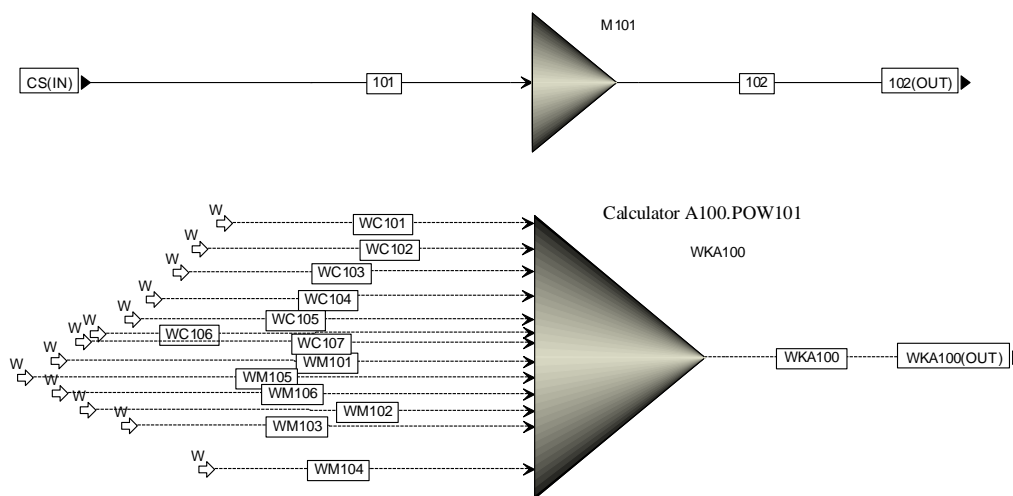 M101
CS(IN) 101 102 102(OUT)
Calculator A100.POW101
WKA100
W WC101
W WC102
W WC103
W WC104
W WC105
W WC106
W WC107
W WM101
W WM105
W WM106
W WM102
W WM103
W WM104
WKA100 WKA100(OUT)